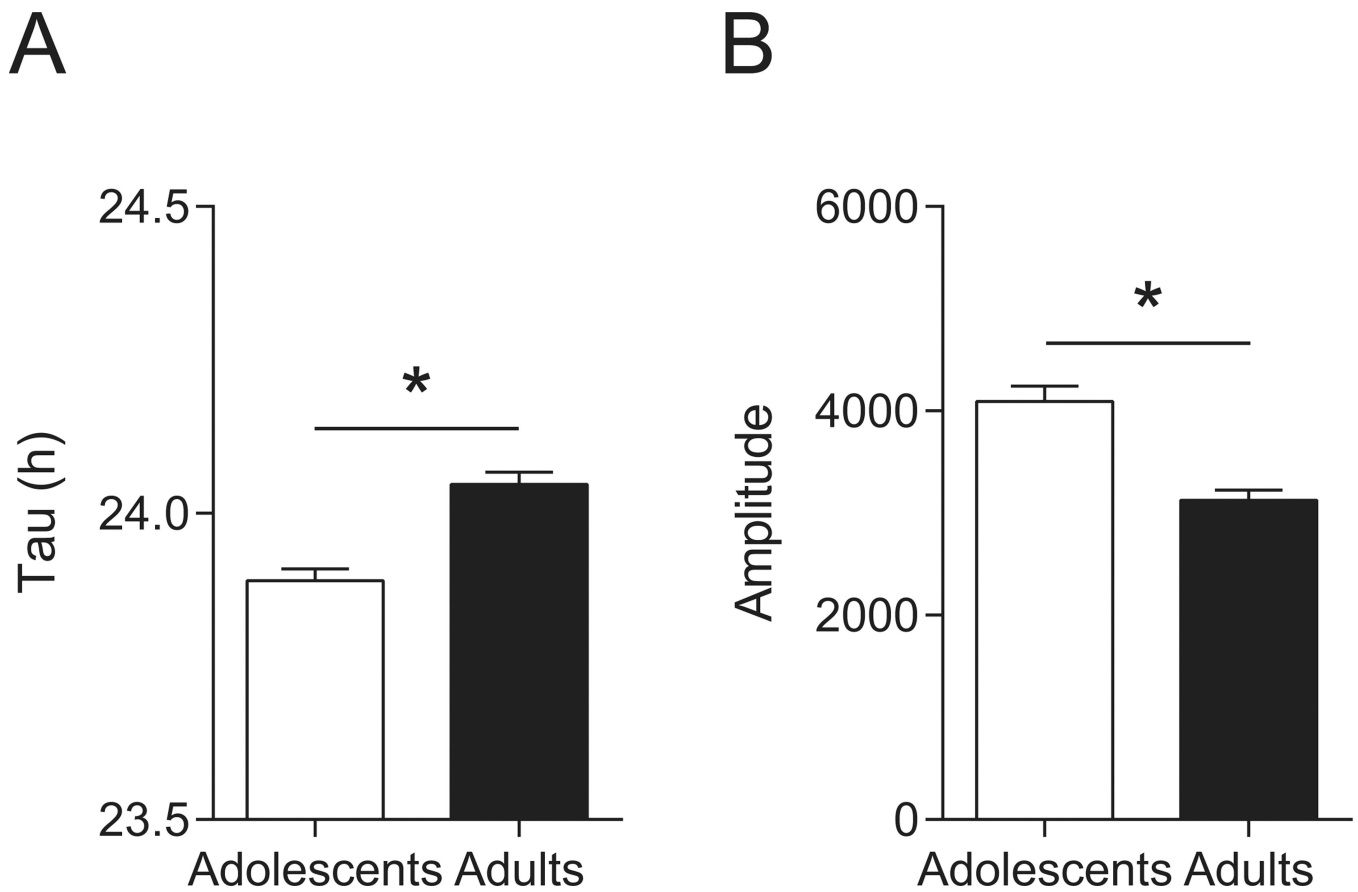 A
24.5
24.0
23.5
Tau (h)
*
Adolescents Adults
B
6000
4000
2000
0
Amplitude
*
Adolescents Adults